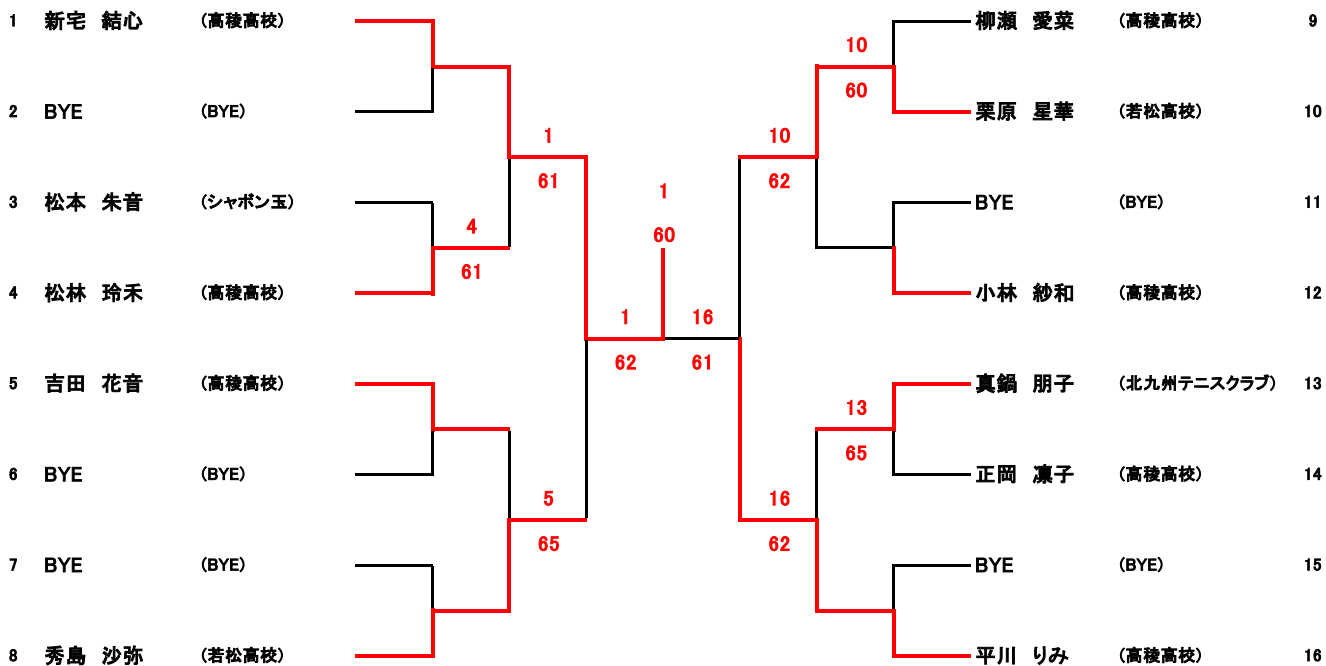 1 新宅 結心 (高稜高校)
2 BYE (BYE)
3 松本 朱音 (シャボン玉)
4 松林 玲禾 (高稜高校)
5 吉田 花音 (高稜高校)
6 BYE (BYE)
7 BYE (BYE)
8 秀島 沙弥 (若松高校)
4
61
1
61
5
65
1
62
1
60
16
61
10
62
16
62
10
60
13
65
柳瀬 愛菜 (高稜高校) 9
栗原 星華 (若松高校) 10
BYE (BYE) 11
小林 紗和 (高稜高校) 12
真鍋 朋子 (北九州テニスクラブ) 13
正岡 凛子 (高稜高校) 14
BYE (BYE) 15
平川 りみ (高稜高校) 16